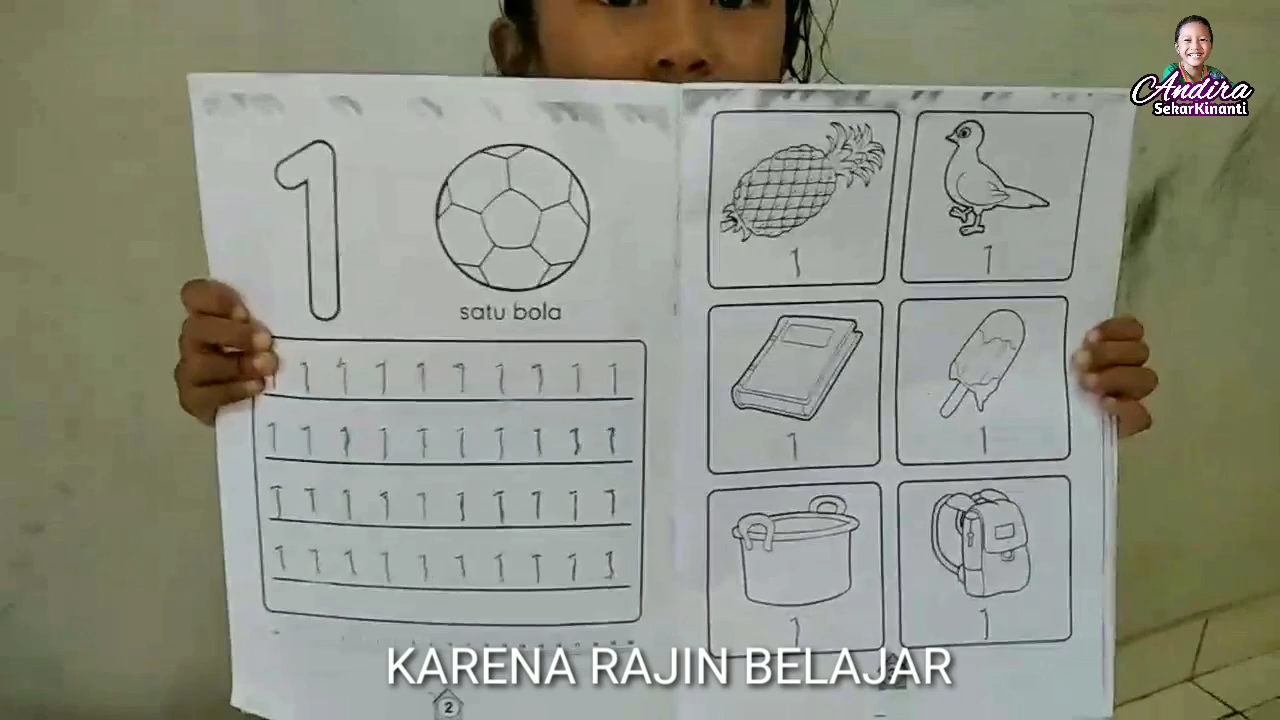 Andira
SekarKinanti
1
satu bola
1 1 1 1 1 1 1 1 1 1
1 1 1 1 1 1 1 1 1 1
1 1 1 1 1 1 1 1 1 1
1 1 1 1 1 1 1 1 1 1
1 1
1 1
1 1
KARENA RAJIN BELAJAR
2